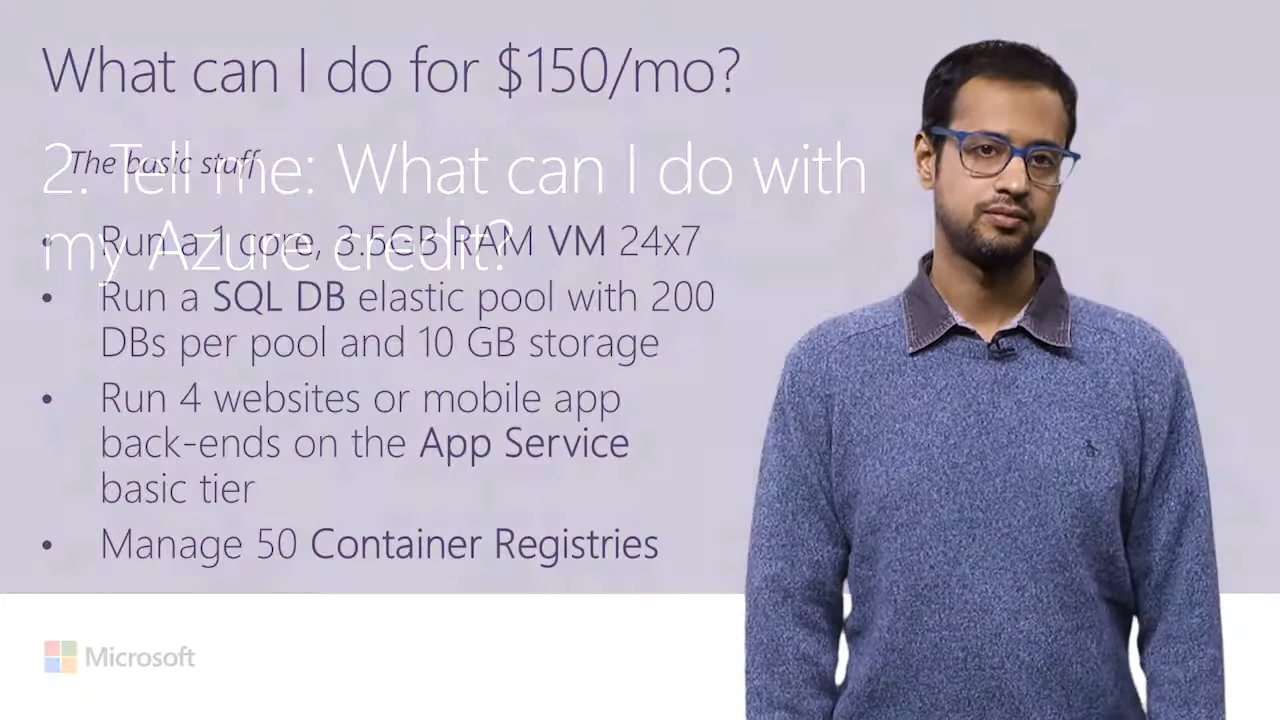 What can I do for $150/mo?
The basic stuff
2. Tell me: What can I do with
my Azure credit?
• Run a 1 core, 3.5GB RAM VM 24x7
• Run a SQL DB elastic pool with 200
DBs per pool and 10 GB storage
• Run 4 websites or mobile app
back-ends on the App Service
basic tier
• Manage 50 Container Registries
Microsoft